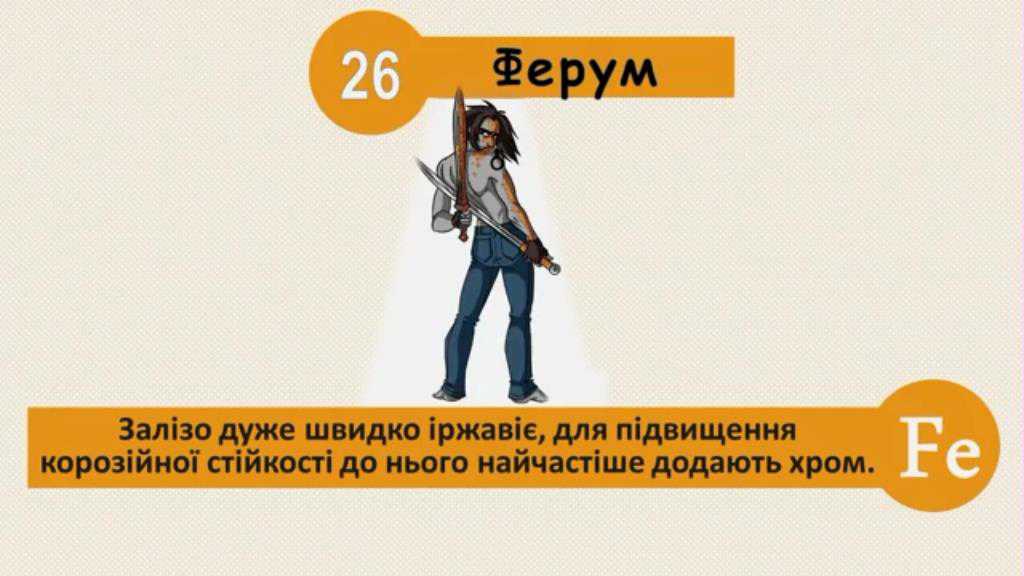 26
Ферум
Залізо дуже швидко іржавіє, для підвищення
корозійної стійкості до нього найчастіше додають хром.
Fe